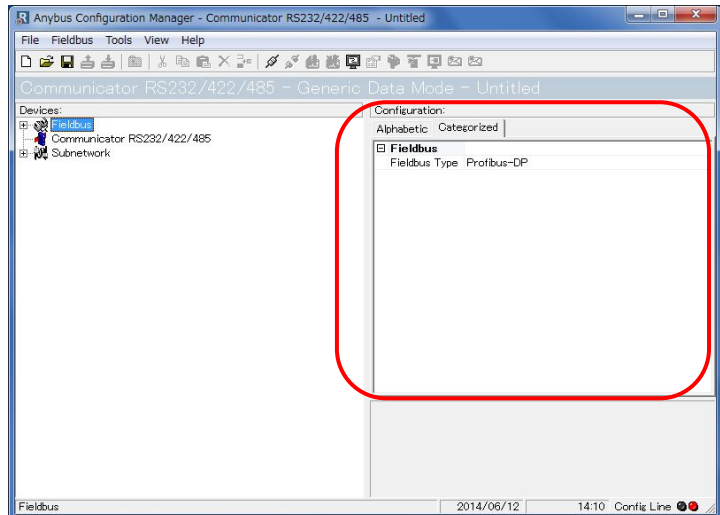 Anybus Configuration Manager - Communicator RS232/422/485 - Untitled
File Fieldbus Tools View Help
Communicator RS232/422/485 - Generic Data Mode - Untitled
Devices:
Fieldbus
Communicator RS232/422/485
Subnetwork
Configuration:
Alphabetic Categorized
Fieldbus
Fieldbus Type Profibus-DP
Fieldbus 2014/06/12 14:10 Config Line